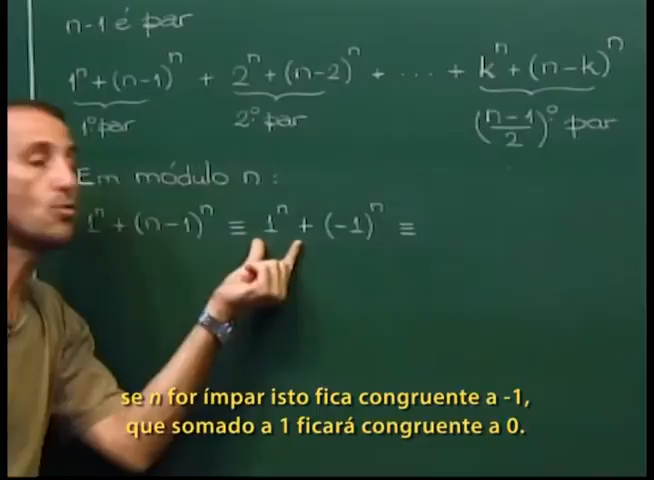 n-1 é par
1ⁿ + (n-1)ⁿ + 2ⁿ + (n-2)ⁿ + ... + kⁿ + (n-k)ⁿ
1º par 2º par ((n-1)/2)º par
Em módulo n:
1ⁿ + (n-1)ⁿ ≡ 1ⁿ + (-1)ⁿ ≡
se n for ímpar isto fica congruente a -1,
que somado a 1 ficará congruente a 0.